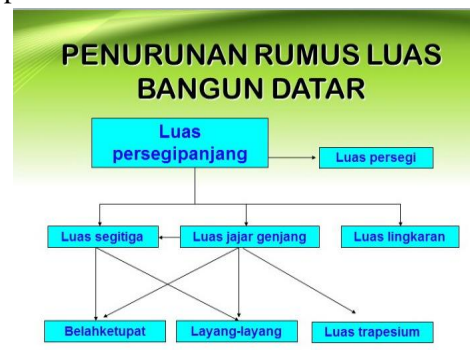 PENURUNAN RUMUS LUAS
BANGUN DATAR
Luas
persegipanjang
Luas persegi
Luas segitiga
Luas jajar genjang
Luas lingkaran
Belahketupat
Layang-layang
Luas trapesium